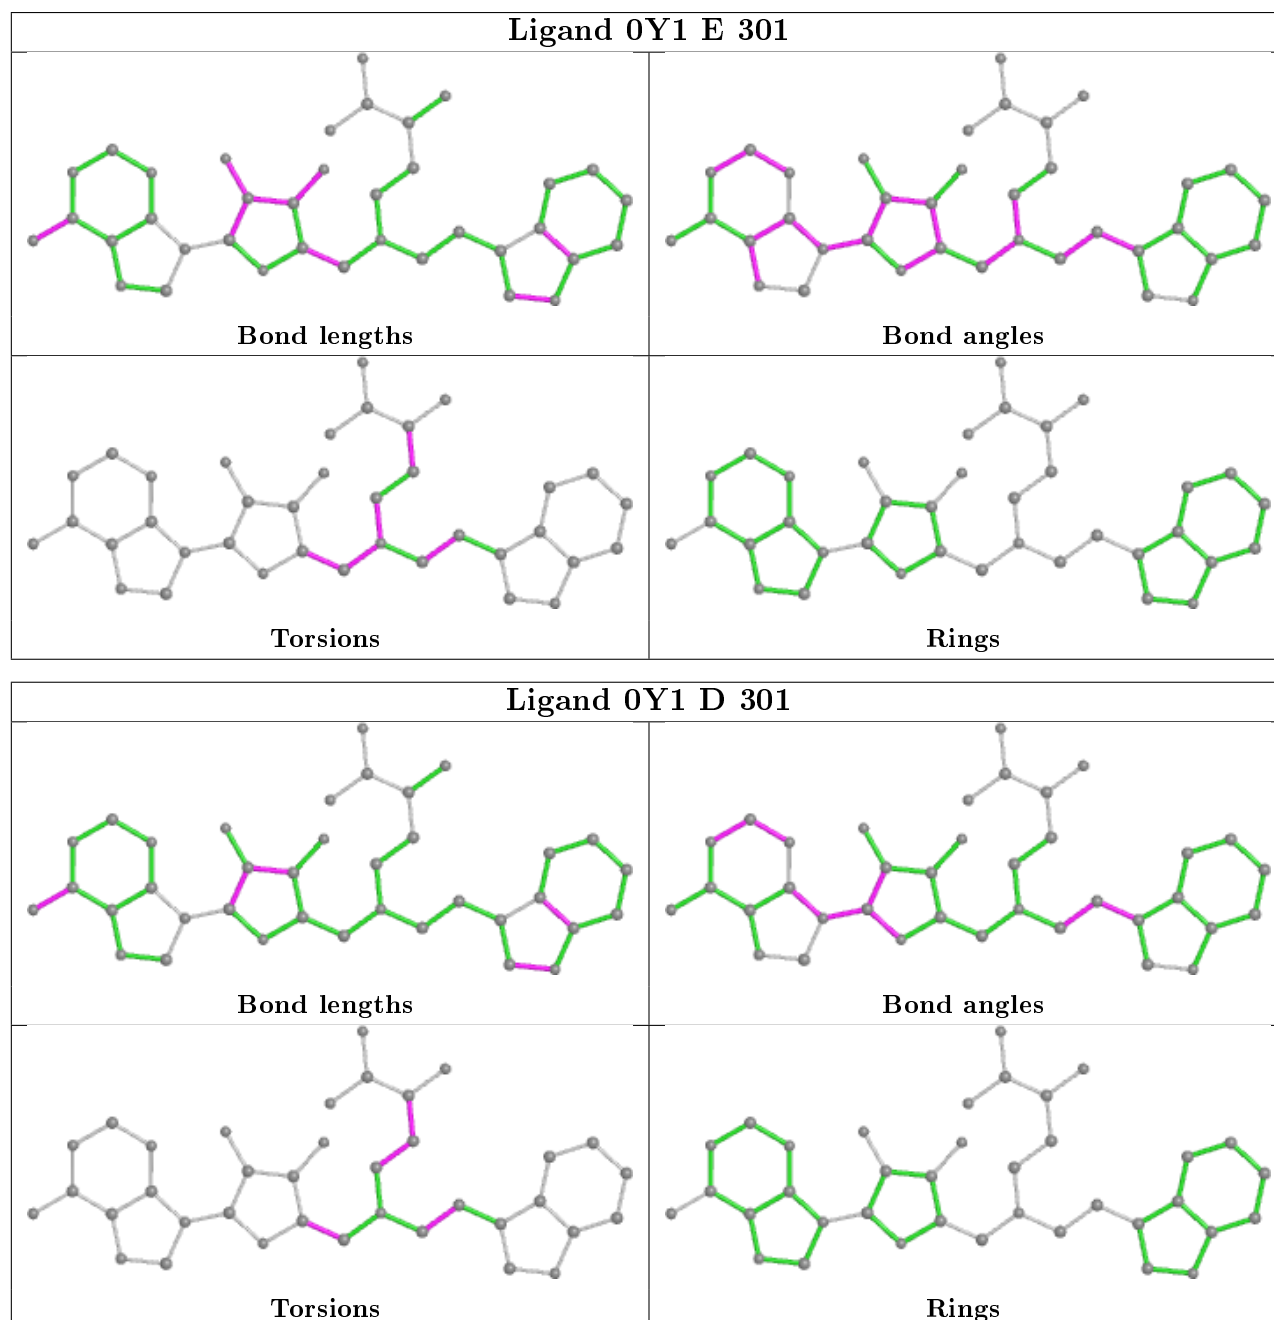 Ligand 0Y1 E 301
Bond lengths
Bond angles
Torsions
Rings
Ligand 0Y1 D 301
Bond lengths
Bond angles
Torsions
Rings